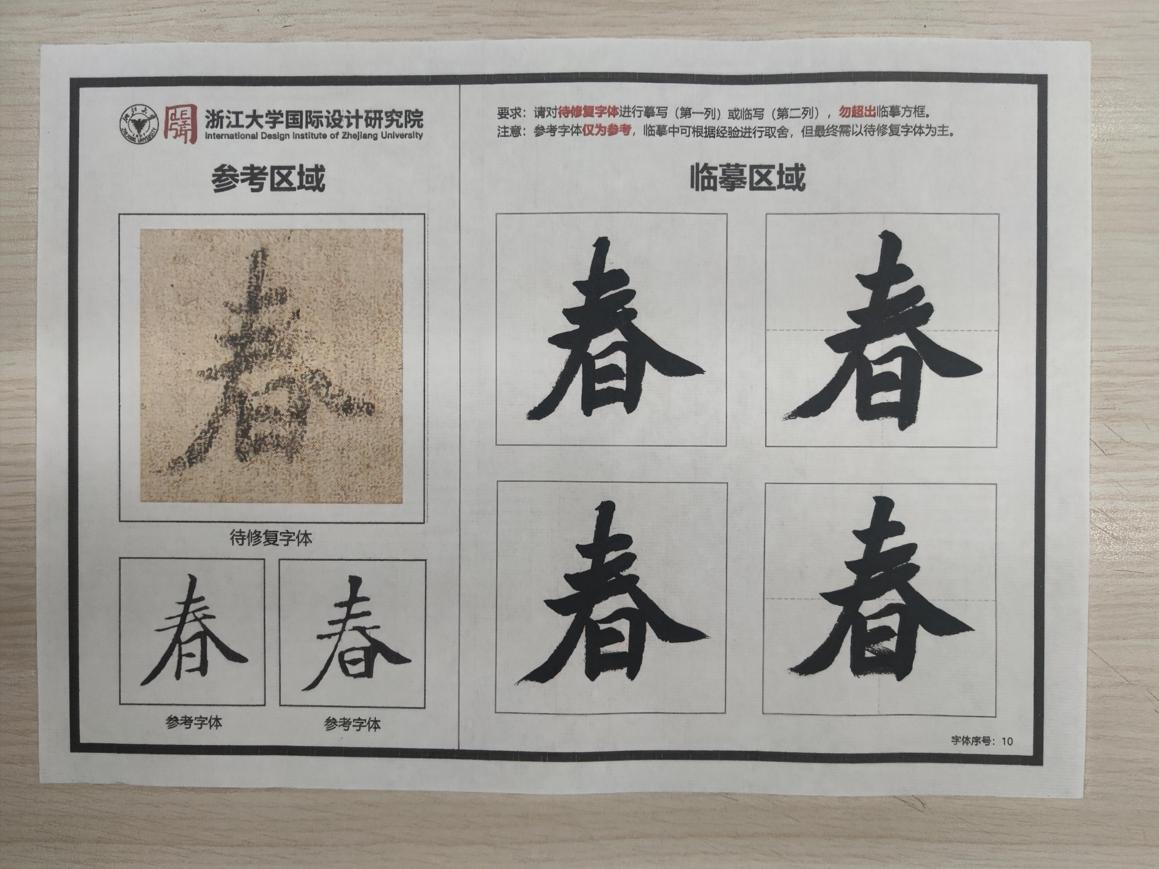 浙江大学国际设计研究院
International Design Institute of Zhejiang University
参考区域
春
待修复字体
春 春
参考字体 参考字体
要求：请对待修复字体进行摹写（第一列）或临写（第二列），勿超出临摹方框。
注意：参考字体仅为参考，临摹中可根据经验进行取舍，但最终需以待修复字体为主。
临摹区域
春 春
春 春
字体序号：10